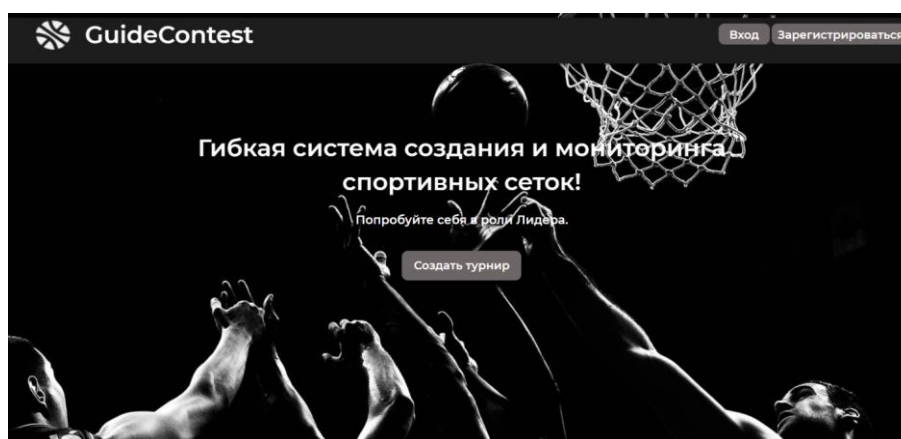 GuideContest
Вход
Зарегистрироваться
Гибкая система создания и мониторинга
спортивных сеток!
Попробуйте себя в роли Лидера.
Создать турнир